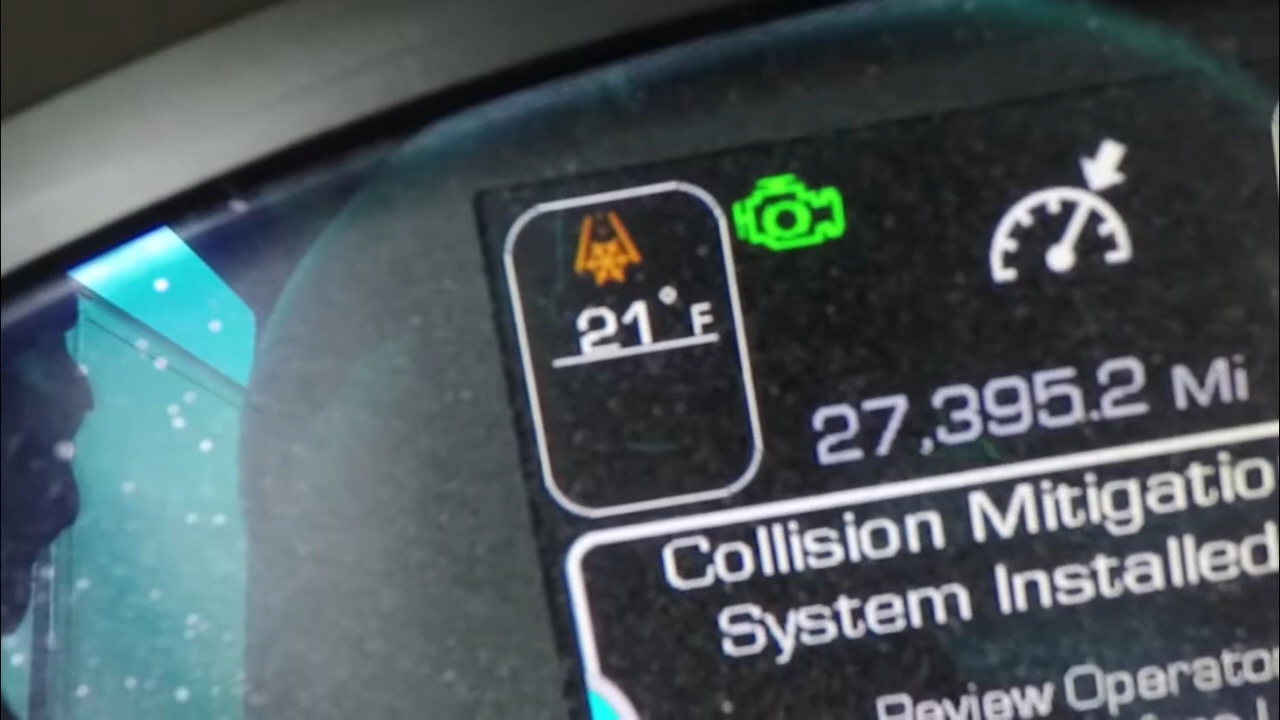 21°F
27,395.2 Mi
Collision Mitigatio
System Installed
Review Operato